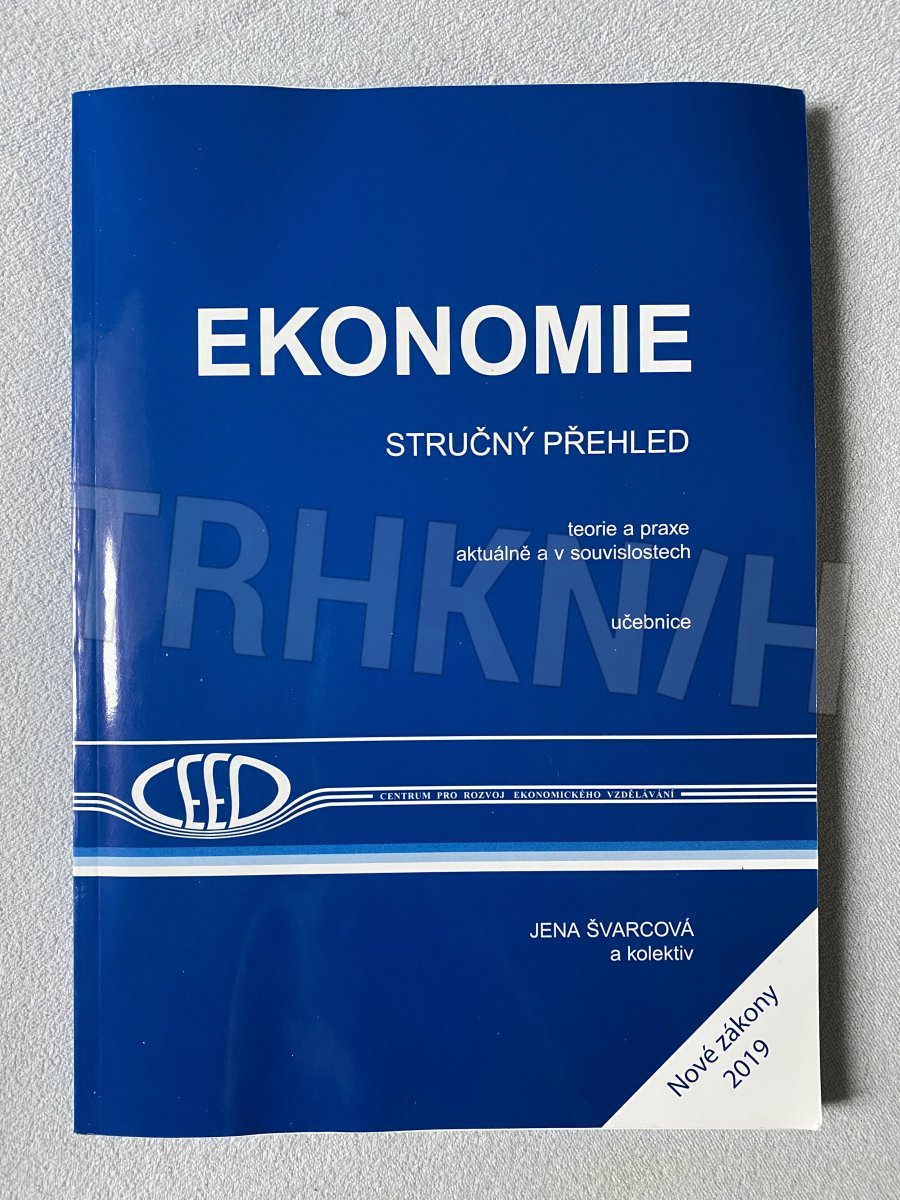 EKONOMIE
STRUČNÝ PŘEHLED
teorie a praxe
aktuálně a v souvislostech
učebnice
TRHKN/H
CEED
CENTRUM PRO ROZVOJ EKONOMICKÉHO VZDĚLÁVÁNÍ
JENA ŠVARCOVÁ
a kolektiv
Nové zákony
2019